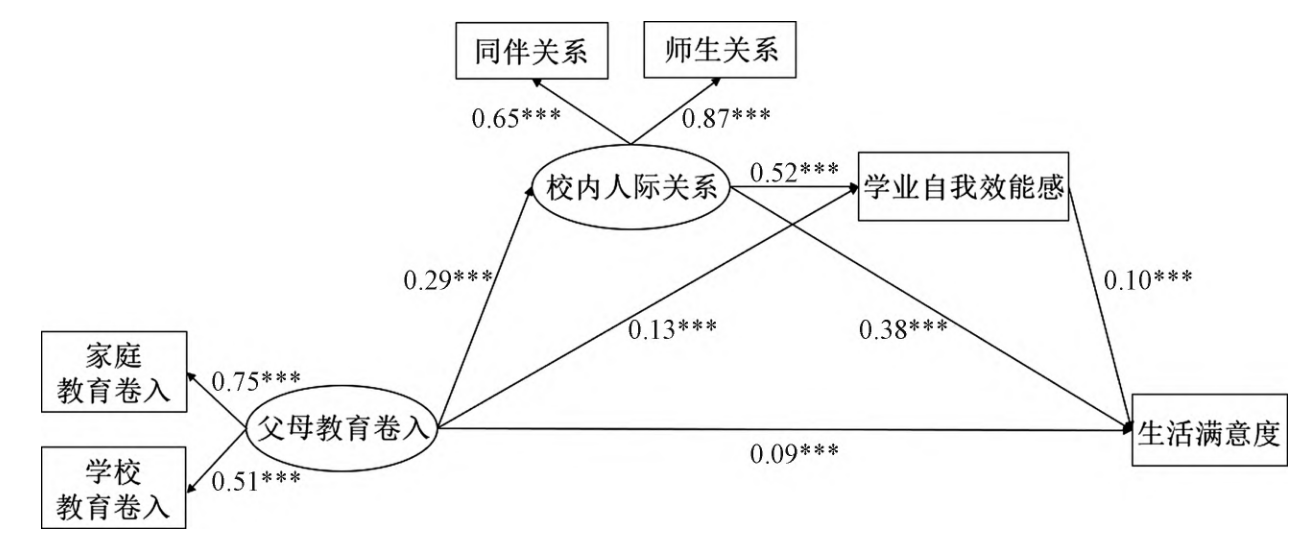 同伴关系
师生关系
0.65***
0.87***
校内人际关系
0.52***
学业自我效能感
0.29***
0.10***
0.13***
0.38***
家庭
教育卷入
0.75***
父母教育卷入
生活满意度
0.09***
学校
教育卷入
0.51***